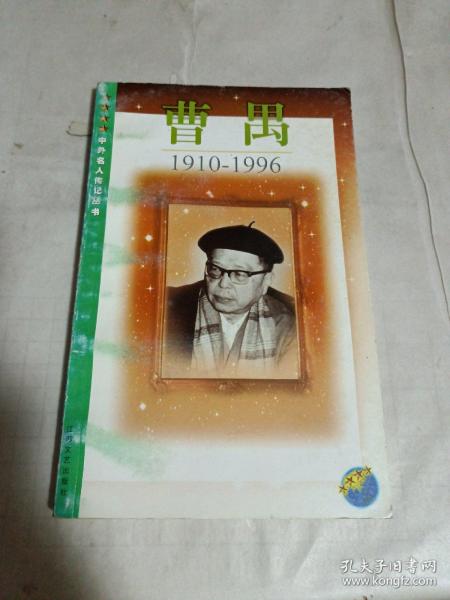 曹禺
1910-1996
中外名人传记丛书
江苏文艺出版社
孔夫子旧书网
www.kongfz.com